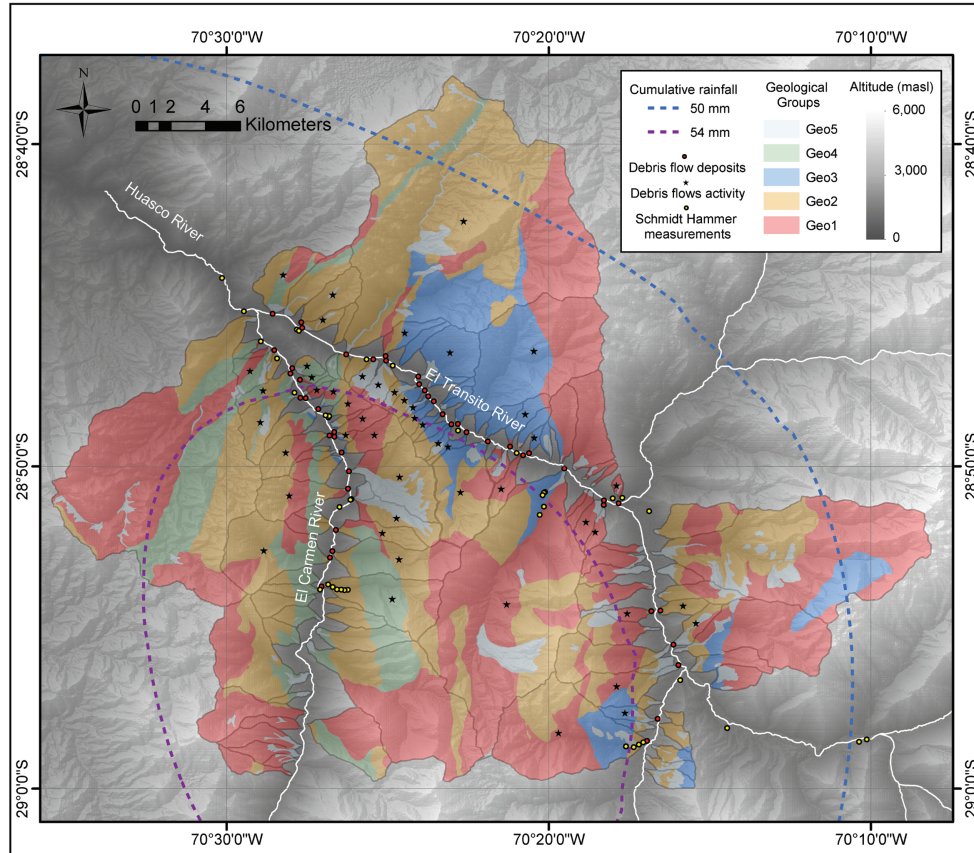 70°30'0"W
70°20'0"W
70°10'0"W
N
0 1 2 4 6
Kilometers
Cumulative rainfall
50 mm
54 mm
Debris flow deposits
Debris flows activity
Schmidt Hammer
measurements
Geological
Groups
Geo5
Geo4
Geo3
Geo2
Geo1
Altitude (masl)
6,000
3,000
0
28°40'0"S
28°40'0"S
Huasco River
El Transito River
28°50'0"S
28°50'0"S
El Carmen River
29°0'0"S
29°0'0"S
70°30'0"W
70°20'0"W
70°10'0"W